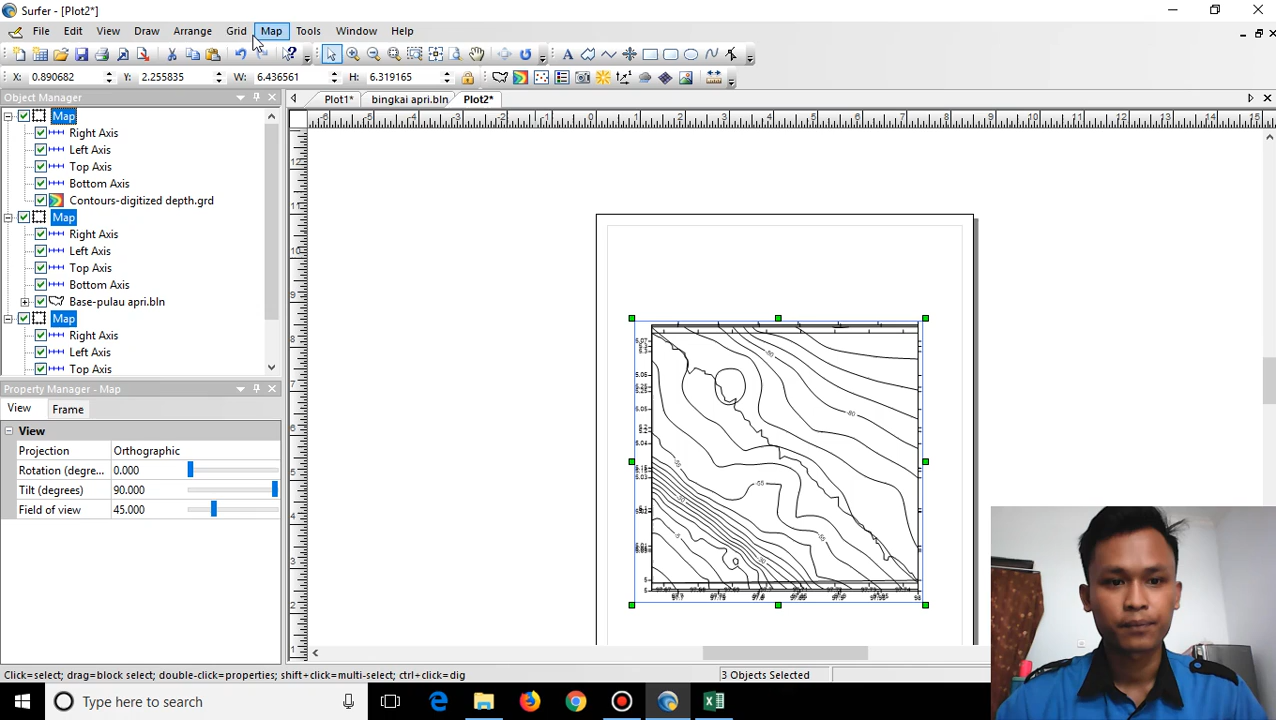 Surfer - [Plot2*]
File Edit View Draw Arrange Grid Map Tools Window Help
X: 0.890682 Y: 2.255835 W: 6.436561 H: 6.319165
Object Manager
Plot1* bingkai apri.bln Plot2*
Map
Right Axis
Left Axis
Top Axis
Bottom Axis
Contours-digitized depth.grd
Map
Right Axis
Left Axis
Top Axis
Bottom Axis
Base-pulau apri.bln
Map
Right Axis
Left Axis
Top Axis
Property Manager - Map
View Frame
View
Projection Orthographic
Rotation (degre... 0.000
Tilt (degrees) 90.000
Field of view 45.000
Click=select; drag=block select; double-click=properties; shift+click=multi-select; ctrl+click=dig
3 Objects Selected
Type here to search